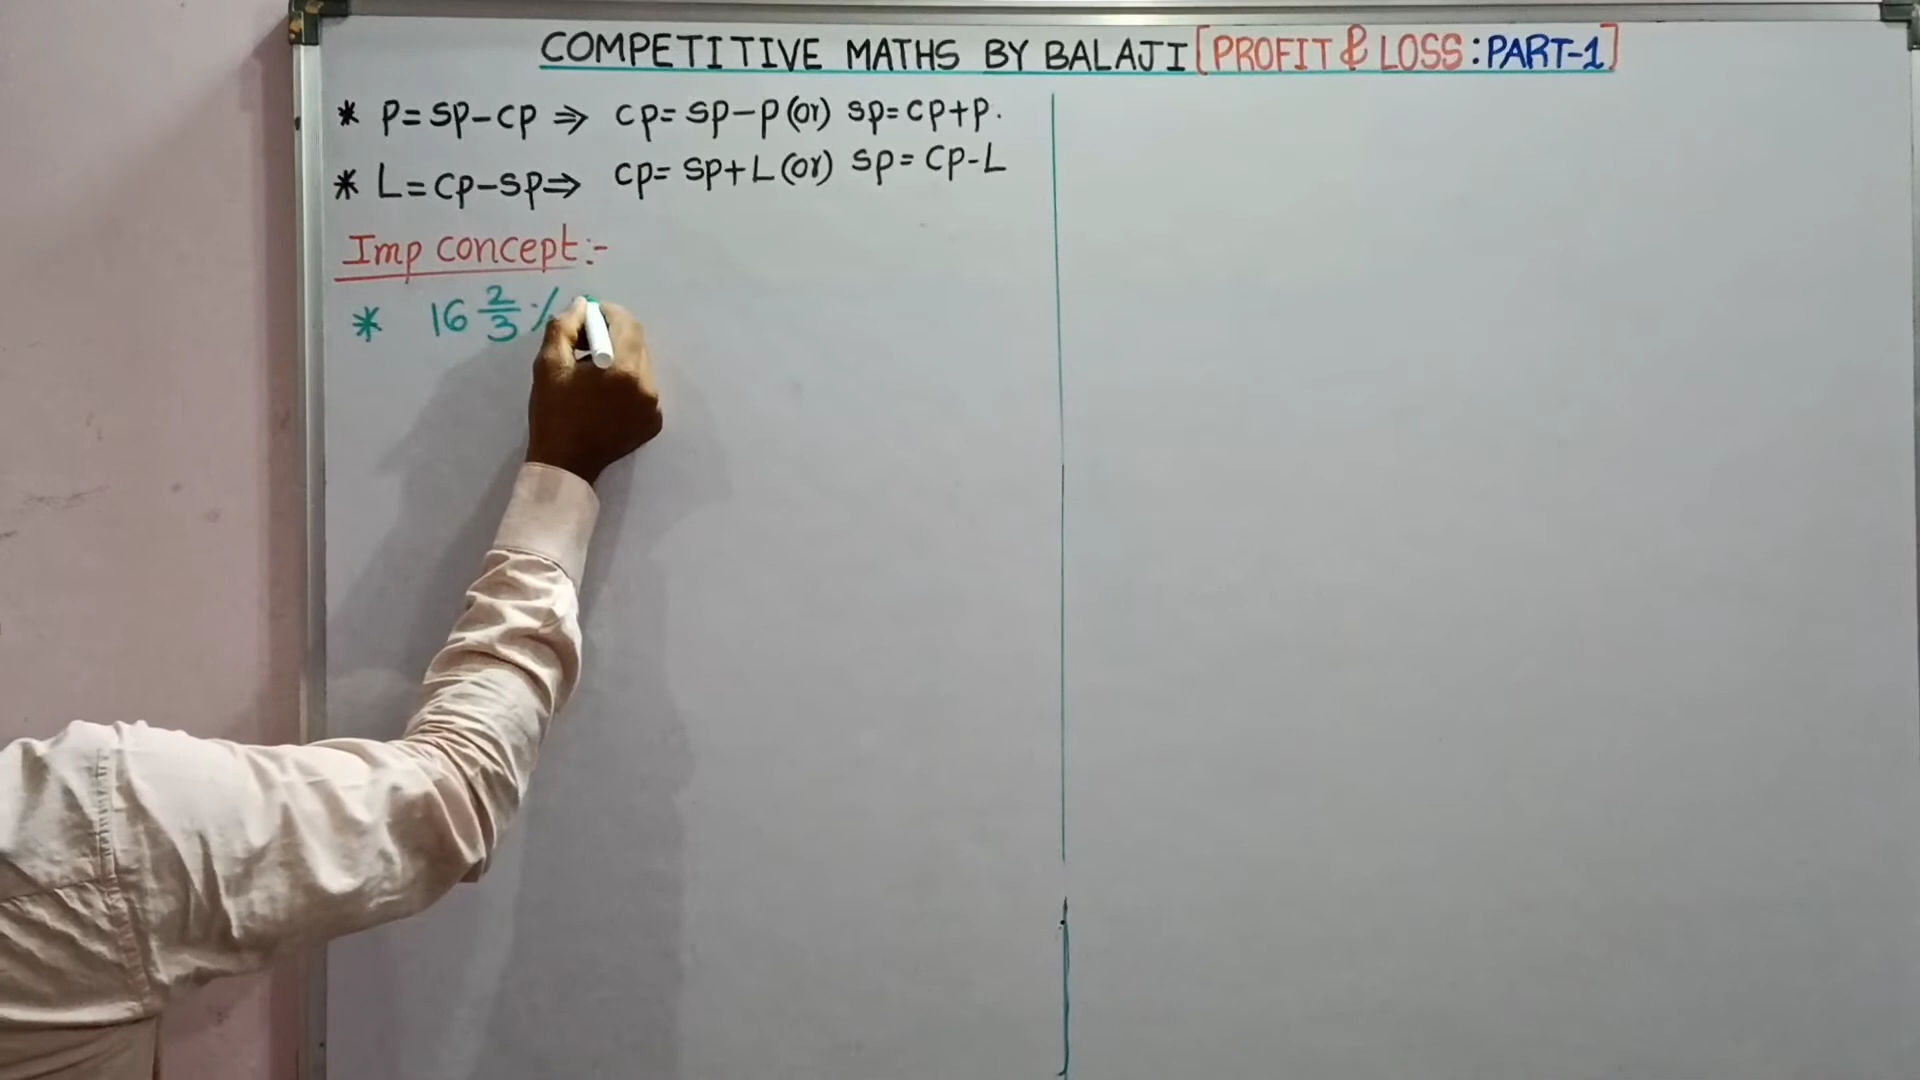 COMPETITIVE MATHS BY BALAJI [PROFIT & LOSS : PART-1]
* P = SP - CP ⇒ CP = SP - P (or) SP = CP + P.
* L = CP - SP ⇒ CP = SP + L (or) SP = CP - L
Imp concept :-
* 16 2/3 %